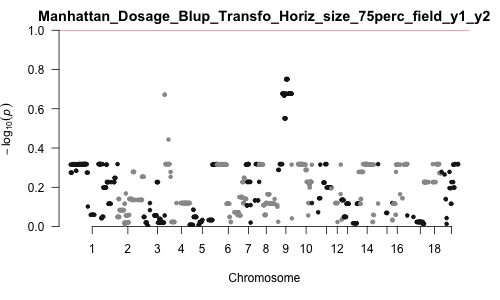 Manhattan_Dosage_Blup_Transfo_Horiz_size_75perc_field_y1_y2
1.0
0.8
0.6
0.4
0.2
0.0
− log10(p)
1 2 3 4 5 6 7 8 9 10 12 14 16 18
Chromosome